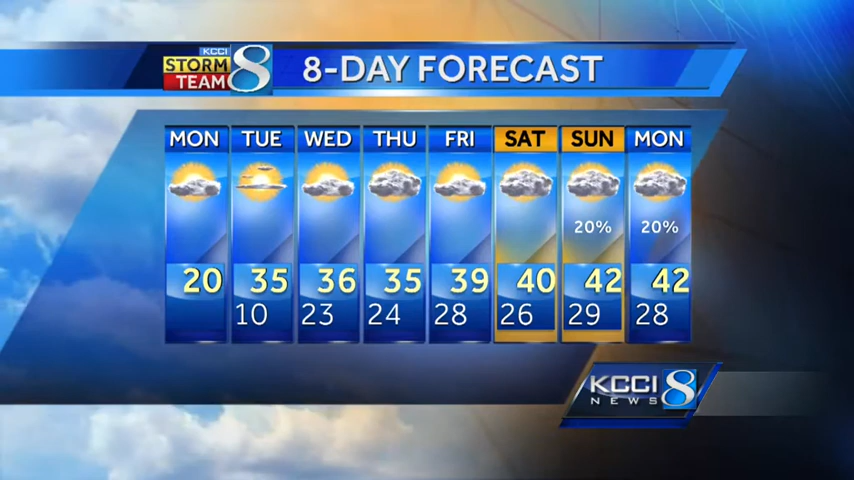 KCCI
STORM
TEAM 8
8-DAY FORECAST
MON TUE WED THU FRI SAT SUN MON
20% 20%
20 35 36 35 39 40 42 42
10 23 24 28 26 29 28
KCCI 8
NEWS